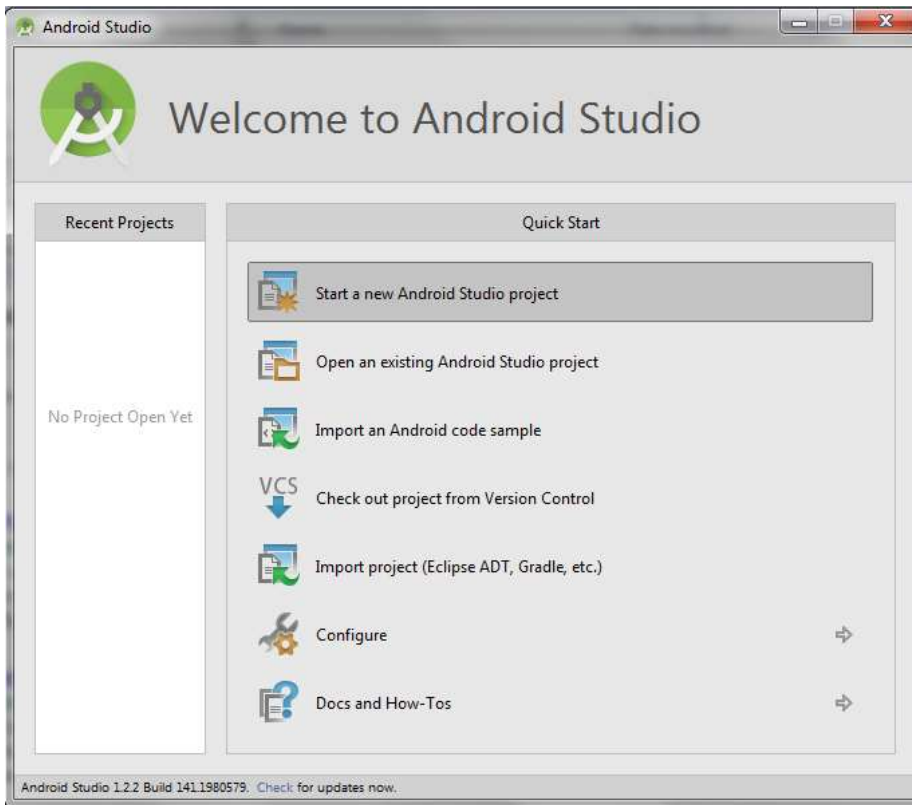 Android Studio
Welcome to Android Studio
Recent Projects
No Project Open Yet
Quick Start
Start a new Android Studio project
Open an existing Android Studio project
Import an Android code sample
VCS
Check out project from Version Control
Import project (Eclipse ADT, Gradle, etc.)
Configure
Docs and How-Tos
Android Studio 1.2.2 Build 141.1980579. Check for updates now.